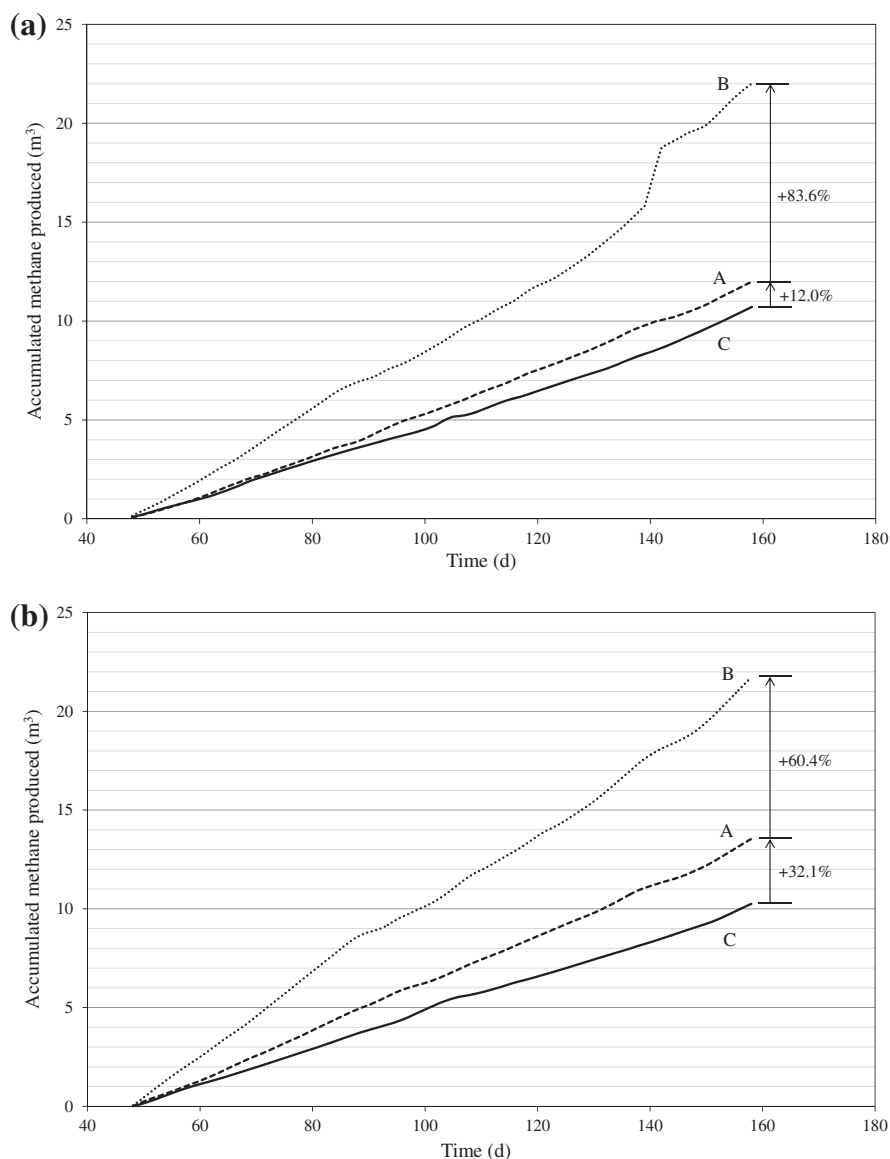 (a)
25
20
15
10
5
0
Accumulated methane produced (m³)
B
+83.6%
A
+12.0%
C
40 60 80 100 120 140 160 180
Time (d)
(b)
25
20
15
10
5
0
Accumulated methane produced (m³)
B
+60.4%
A
+32.1%
C
40 60 80 100 120 140 160 180
Time (d)